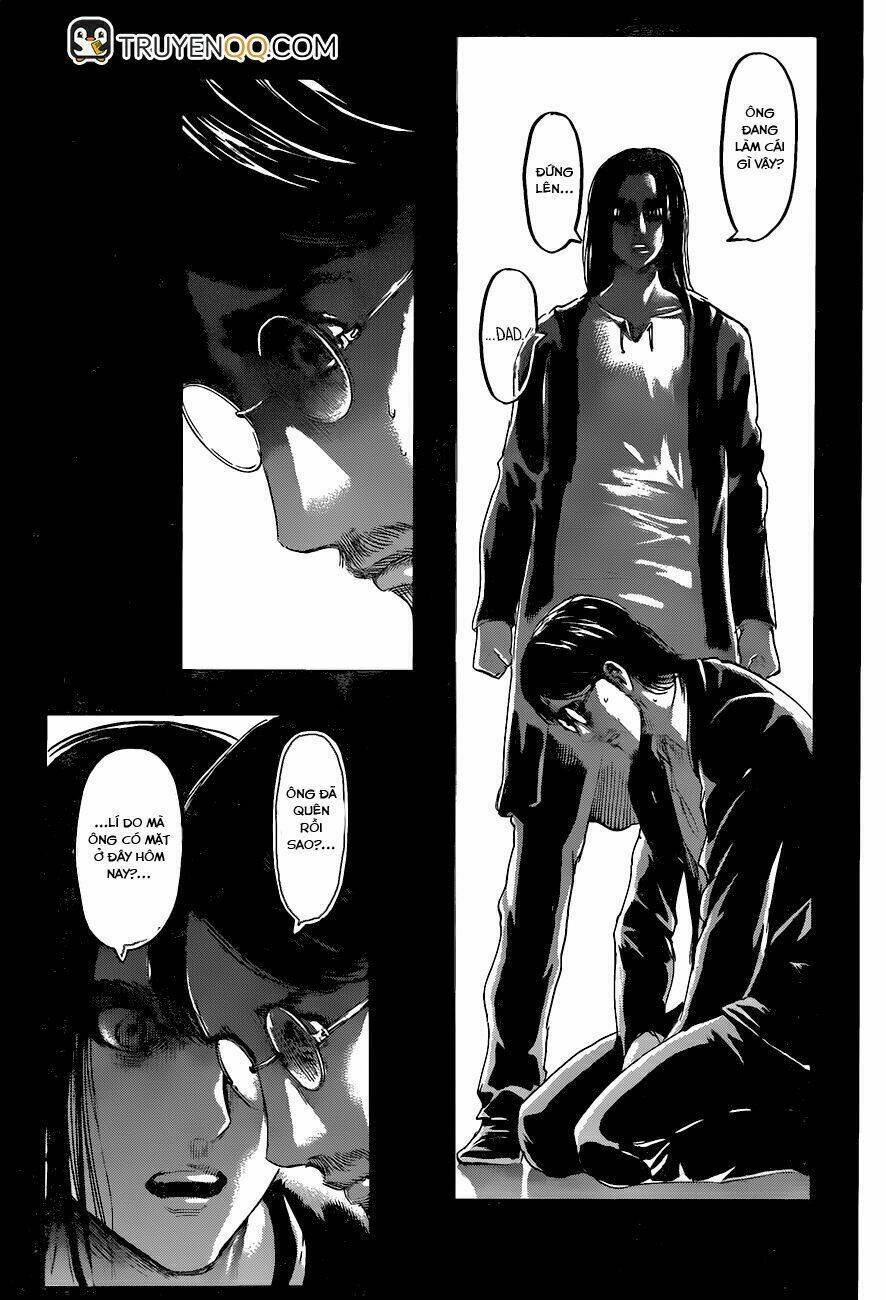 TRUYENQQ.COM
ÔNG
ĐANG
LÀM CÁI
GÌ VẬY?
ĐỨNG
LÊN...
...DAD.
ÔNG ĐÃ
QUÊN
RỒI
SAO?...
...LÍ DO MÀ
ÔNG CÓ MẶT
Ở ĐÂY HÔM
NAY?...